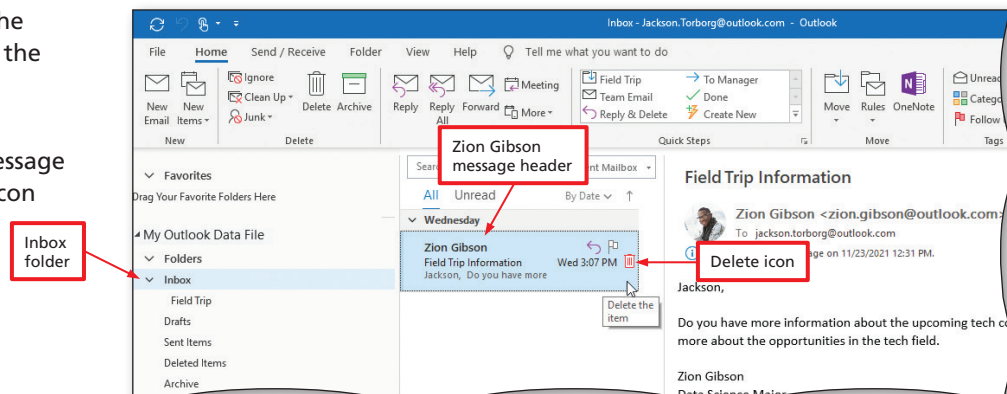 he
the
essage
con
Inbox
folder
Inbox - Jackson.Torborg@outlook.com - Outlook
File Home Send / Receive Folder View Help Tell me what you want to do
New Email
New Items
Ignore
Clean Up
Junk
Delete
Archive
Reply
Reply All
Forward
Meeting
More
Field Trip
Team Email
Reply & Delete
To Manager
Done
Create New
Move
Rules
OneNote
Unread
Follow
New Delete Quick Steps Move Tags
Zion Gibson
message header
Favorites
Drag Your Favorite Folders Here
My Outlook Data File
Folders
Inbox
Field Trip
Drafts
Sent Items
Deleted Items
Archive
Mailbox
All Unread By Date
Wednesday
Zion Gibson
Field Trip Information Wed 3:07 PM
Jackson, Do you have more
Delete the
item
Delete icon
Field Trip Information
Zion Gibson <zion.gibson@outlook.com>
To jackson.torborg@outlook.com
age on 11/23/2021 12:31 PM.
Jackson,
Do you have more information about the upcoming tech
more about the opportunities in the tech field.
Zion Gibson
Data Science Major